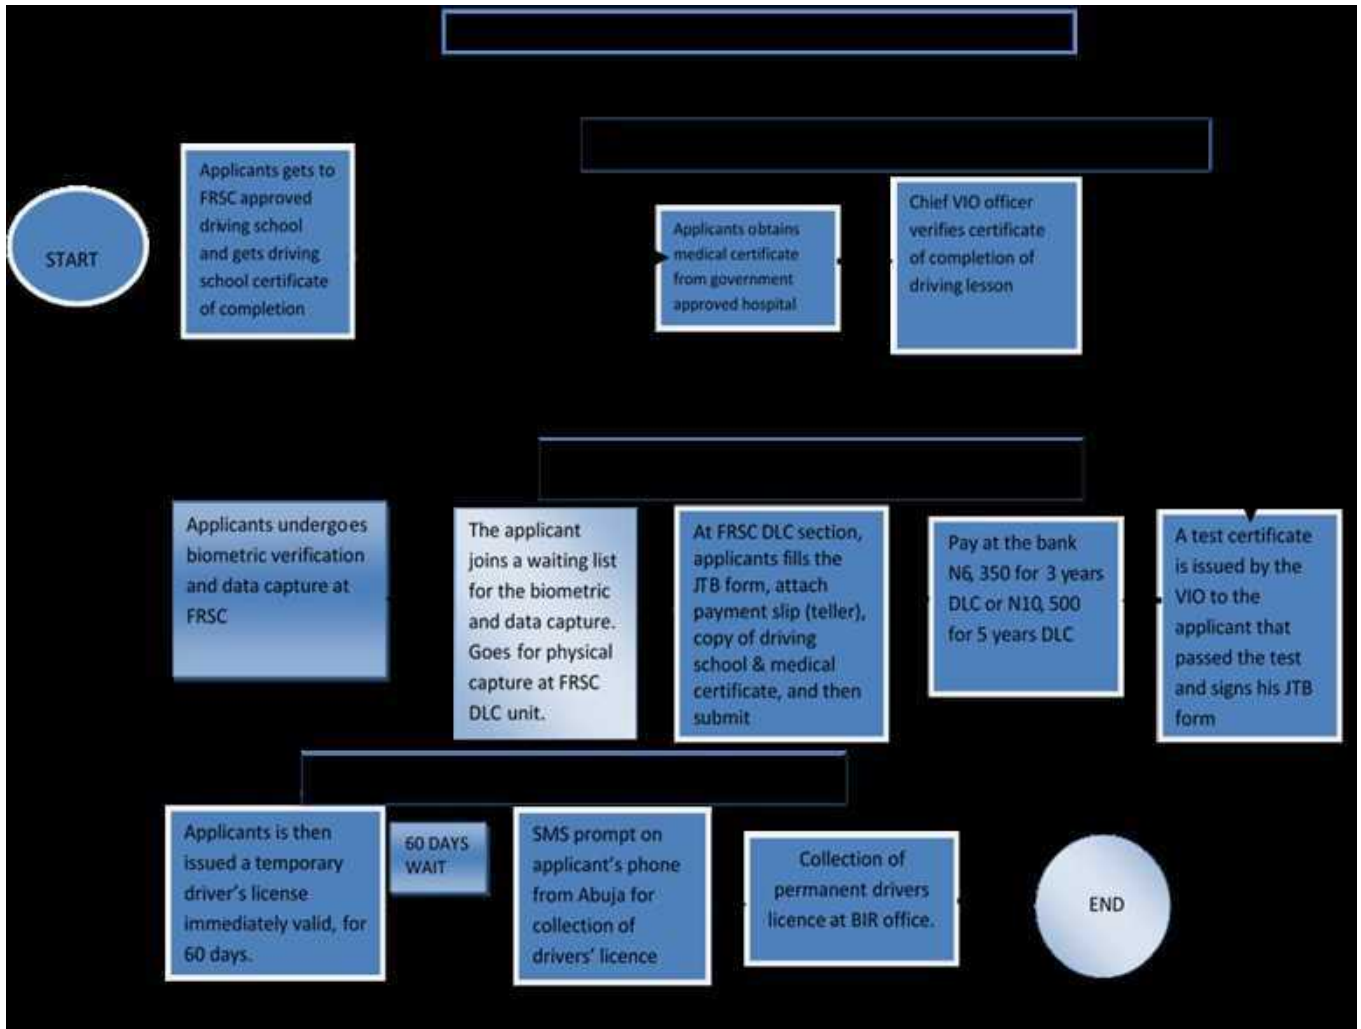 START
Applicants gets to
FRSC approved
driving school
and gets driving
school certificate
of completion
Applicants obtains
medical certificate
from government
approved hospital
Chief VIO officer
verifies certificate
of completion of
driving lesson
Applicants undergoes
biometric verification
and data capture at
FRSC
The applicant
joins a waiting list
for the biometric
and data capture.
Goes for physical
capture at FRSC
DLC unit.
At FRSC DLC section,
applicants fills the
JTB form, attach
payment slip (teller),
copy of driving
school & medical
certificate, and then
submit
Pay at the bank
N6, 350 for 3 years
DLC or N10, 500
for 5 years DLC
A test certificate
is issued by the
VIO to the
applicant that
passed the test
and signs his JTB
form
Applicants is then
issued a temporary
driver's license
immediately valid, for
60 days.
60 DAYS
WAIT
SMS prompt on
applicant's phone
from Abuja for
collection of
drivers' licence
Collection of
permanent drivers
licence at BIR office.
END